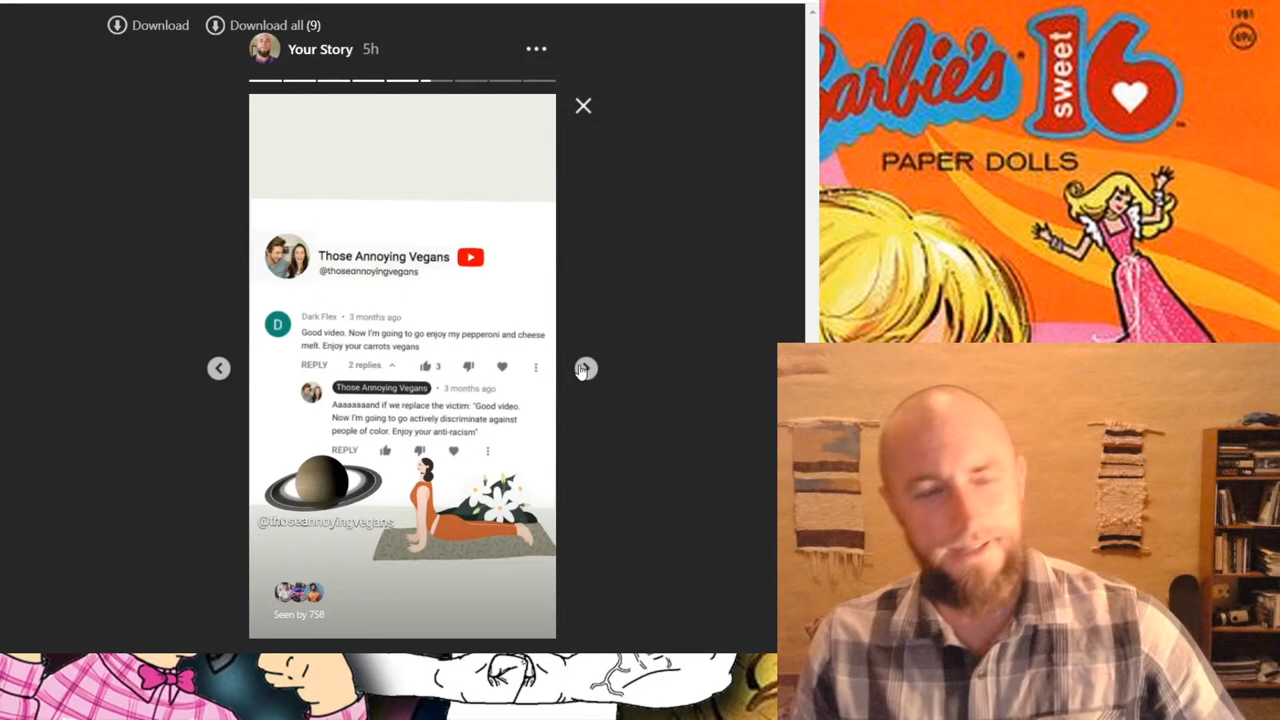 Download
Download all (9)
Your Story 5h
Those Annoying Vegans
@thoseannoyingvegans
D
Dark Flex • 3 months ago
Good video. Now I'm going to go enjoy my pepperoni and cheese
melt. Enjoy your carrots vegans
REPLY 2 replies 3
Those Annoying Vegans • 3 months ago
Aaaaaaaand if we replace the victim: "Good video.
Now I'm going to go actively discriminate against
people of color. Enjoy your anti-racism"
REPLY
@thoseannoyingvegans
Seen by 758
Barbie's sweet 16
PAPER DOLLS
1981
69¢